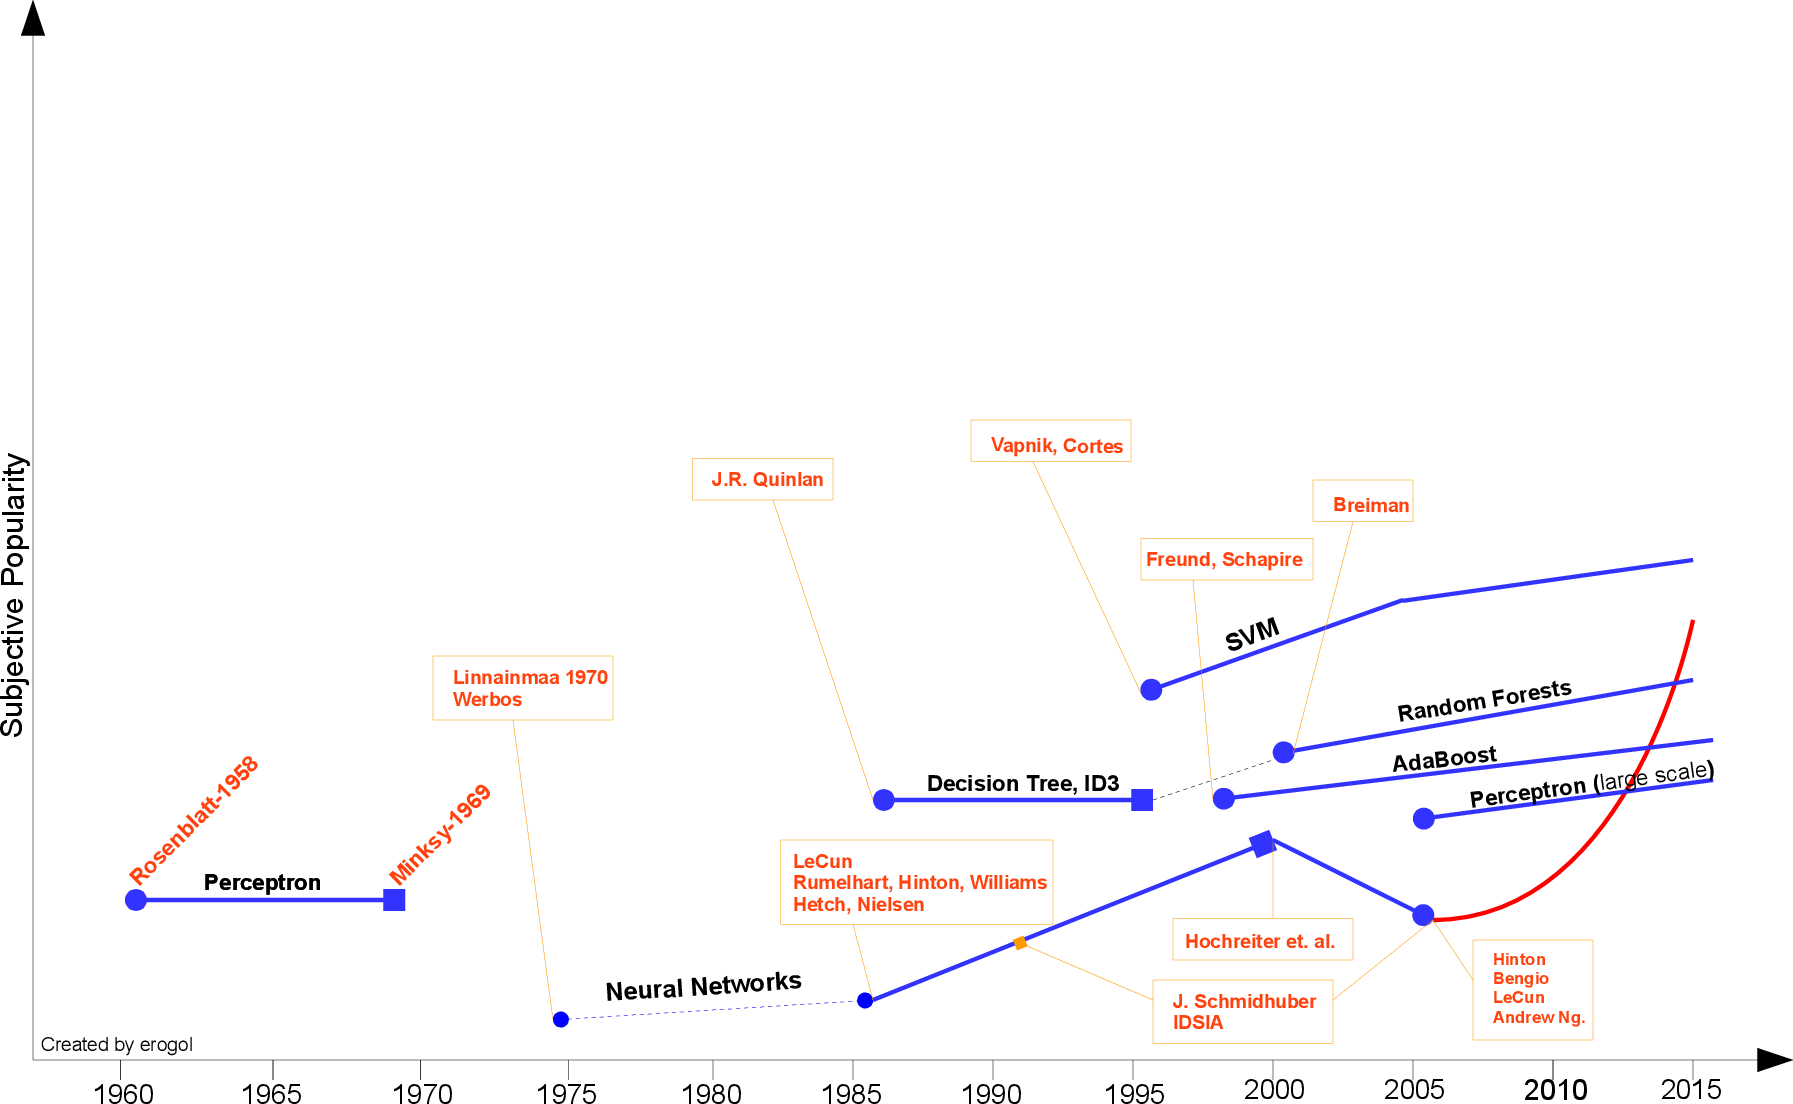 Subjective Popularity
Vapnik, Cortes
J.R. Quinlan
Breiman
Freund, Schapire
SVM
Linnainmaa 1970
Werbos
Random Forests
AdaBoost
Perceptron (large scale)
Decision Tree, ID3
Rosenblatt-1958
Minksy-1969
Perceptron
LeCun
Rumelhart, Hinton, Williams
Hetch, Nielsen
Hochreiter et. al.
Neural Networks
J. Schmidhuber
IDSIA
Hinton
Bengio
LeCun
Andrew Ng.
Created by erogol
1960 1965 1970 1975 1980 1985 1990 1995 2000 2005 2010 2015